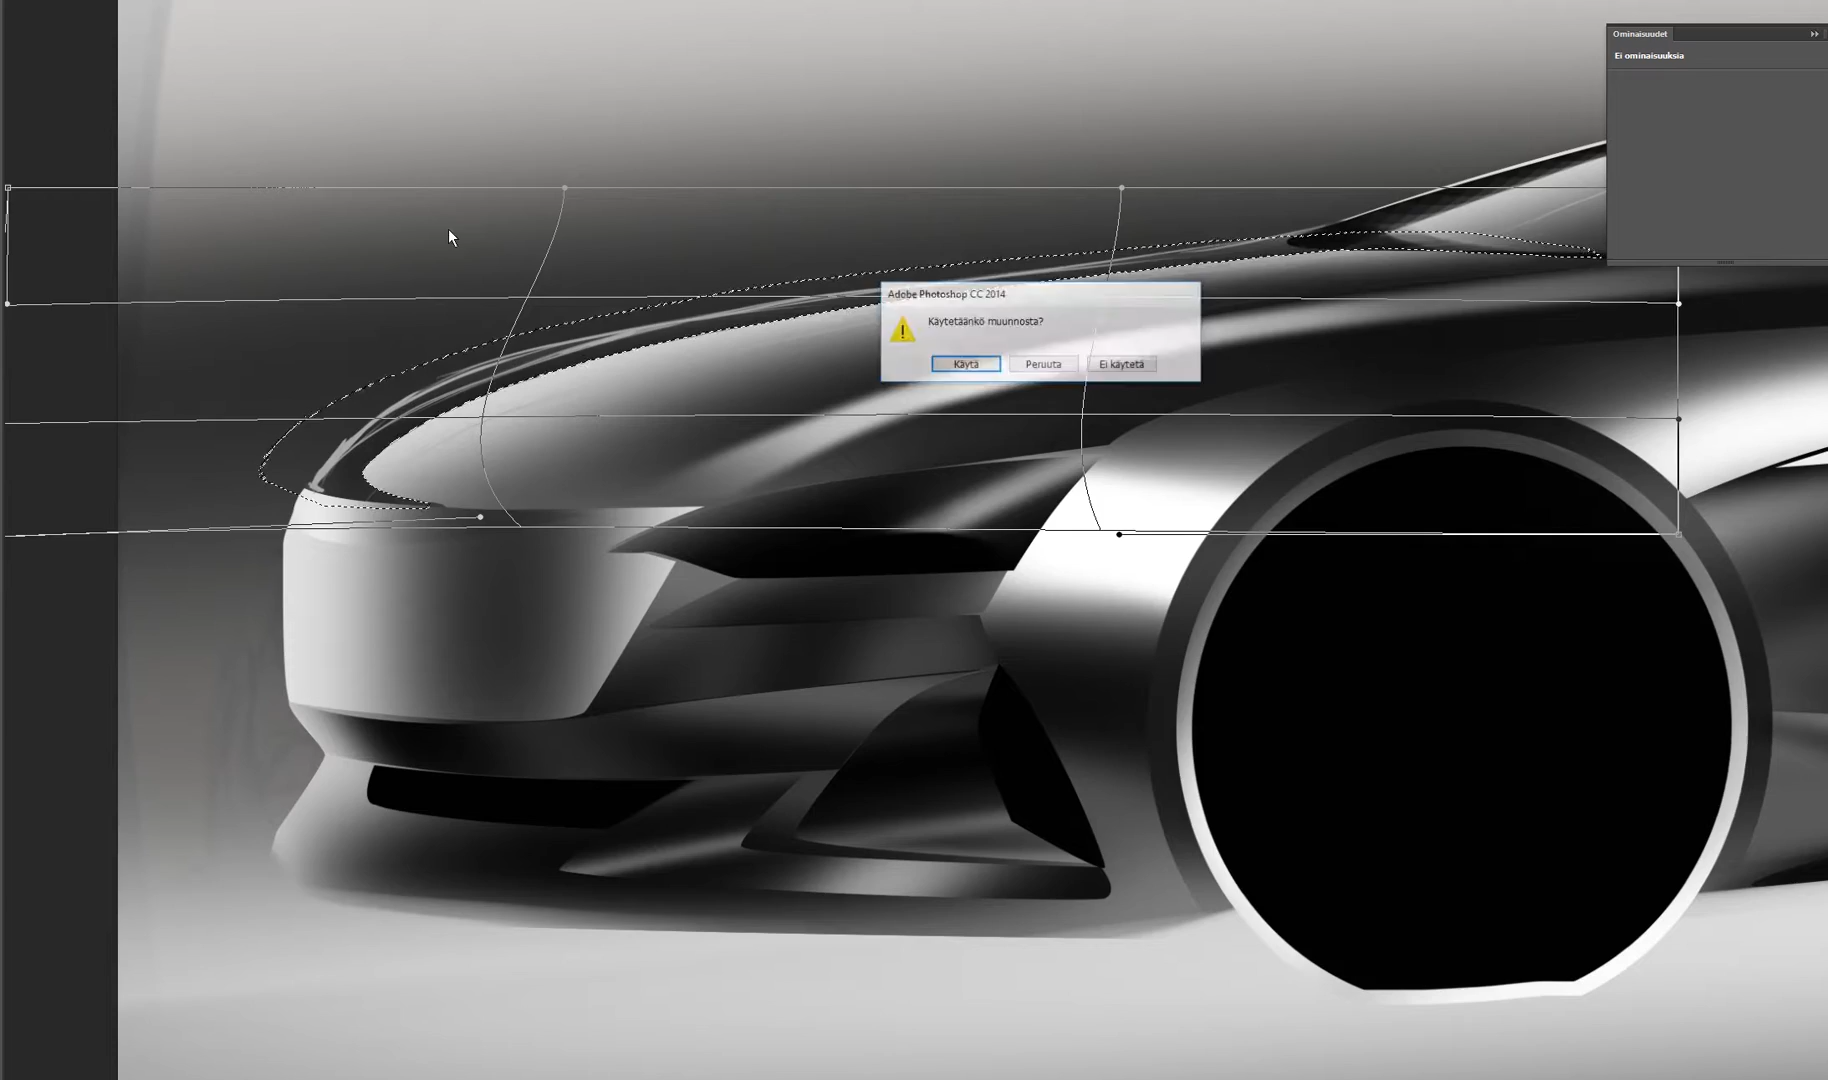 Ominaisuudet
Ei ominaisuuksia
Adobe Photoshop CC 2014
Käytetäänkö muunnosta?
Käytä
Peruuta
Ei käytetä